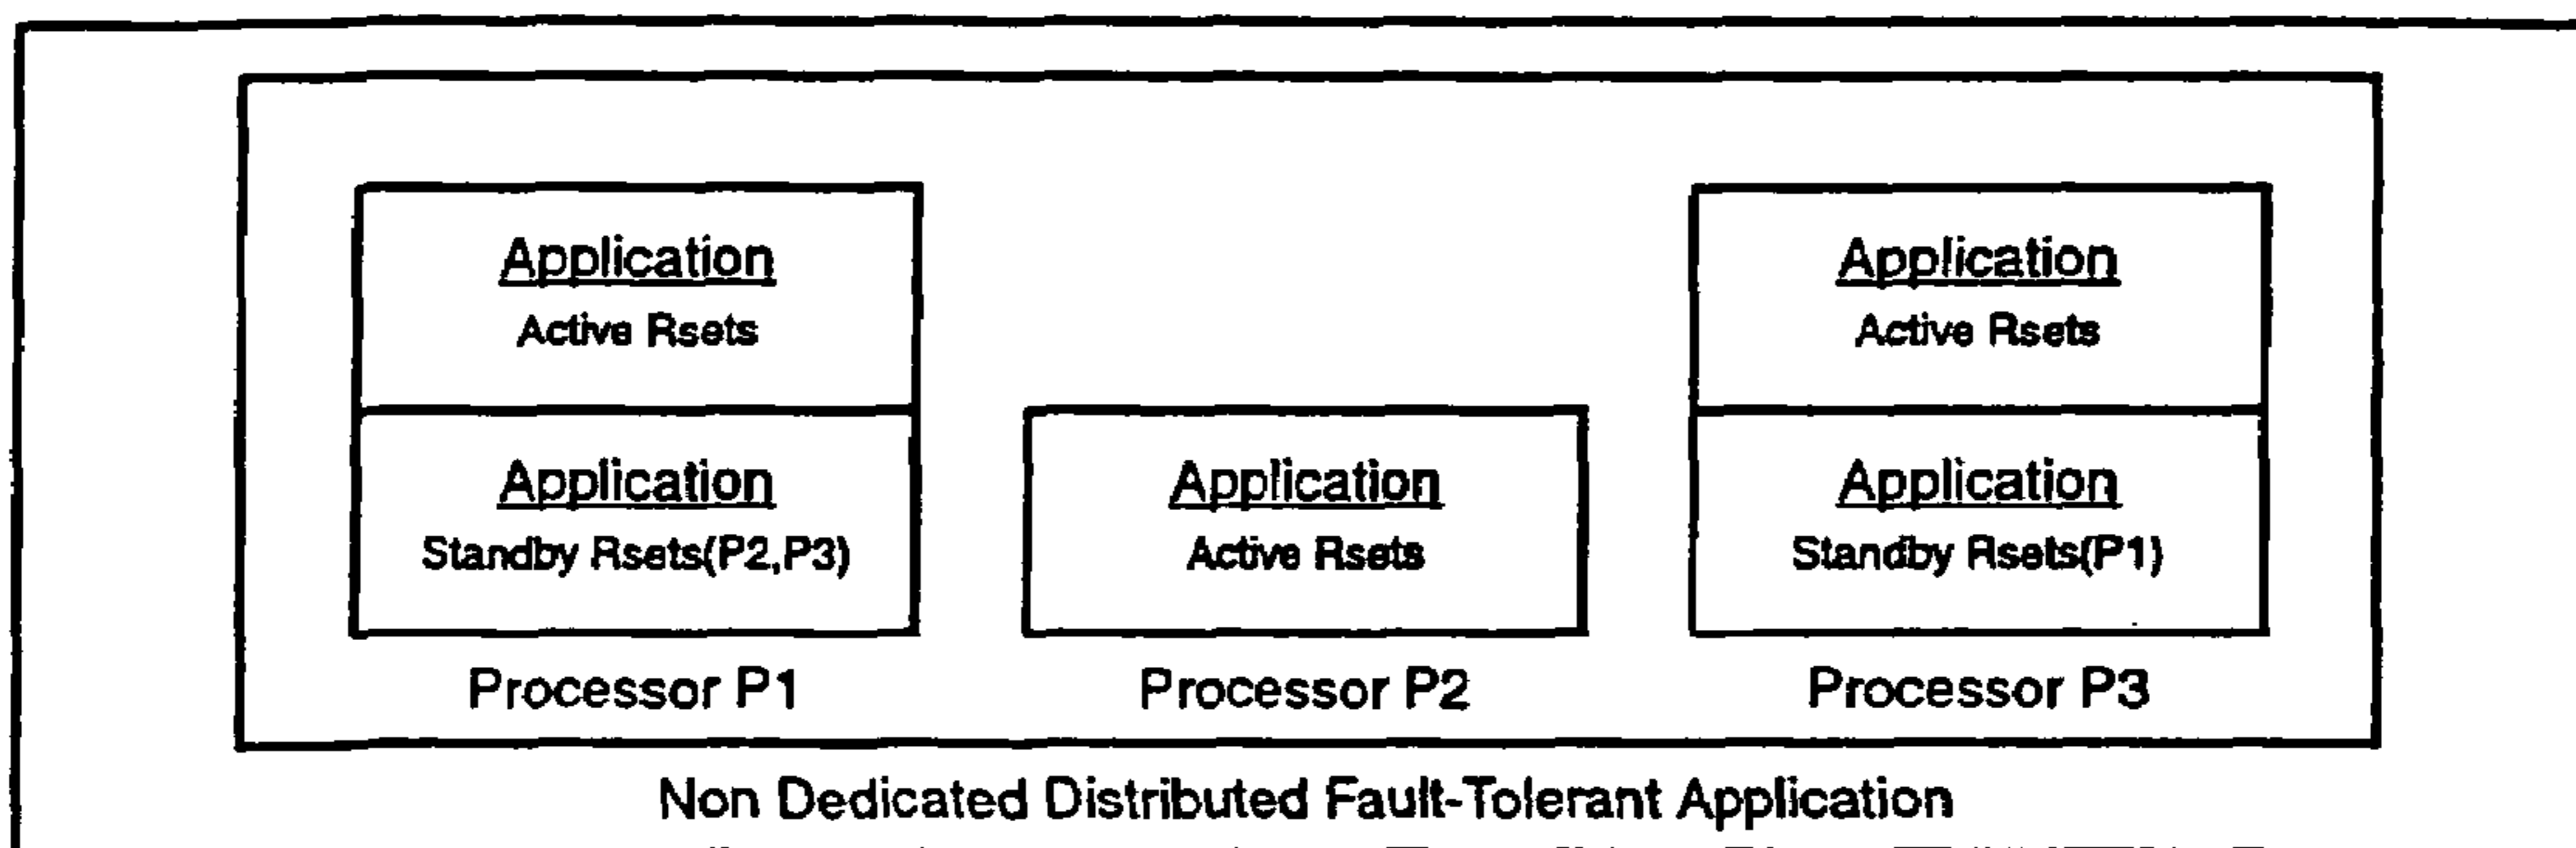 Application
Active Rsets
Application
Standby Rsets(P2,P3)
Processor P1
Application
Active Rsets
Processor P2
Application
Active Rsets
Application
Standby Rsets(P1)
Processor P3
Non Dedicated Distributed Fault-Tolerant Application